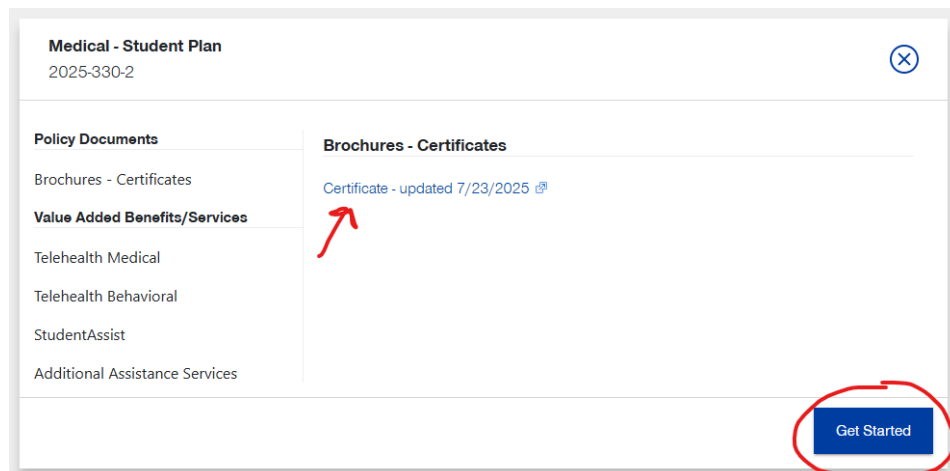 Medical - Student Plan
2025-330-2
Policy Documents
Brochures - Certificates
Value Added Benefits/Services
Telehealth Medical
Telehealth Behavioral
StudentAssist
Additional Assistance Services
Brochures - Certificates
Certificate - updated 7/23/2025
Get Started